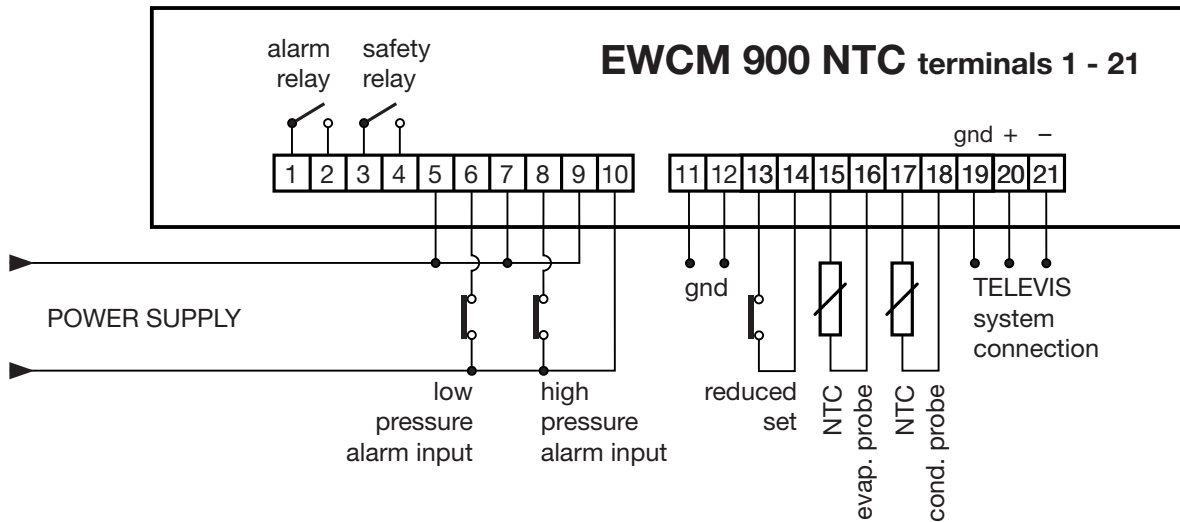 EWCM 900 NTC terminals 1 - 21
alarm
relay
safety
relay
gnd + –
1 2 3 4 5 6 7 8 9 10
11 12 13 14 15 16 17 18 19 20 21
POWER SUPPLY
low
pressure
alarm input
high
pressure
alarm input
gnd
reduced
set
NTC
evap. probe
NTC
cond. probe
TELEVIS
system
connection